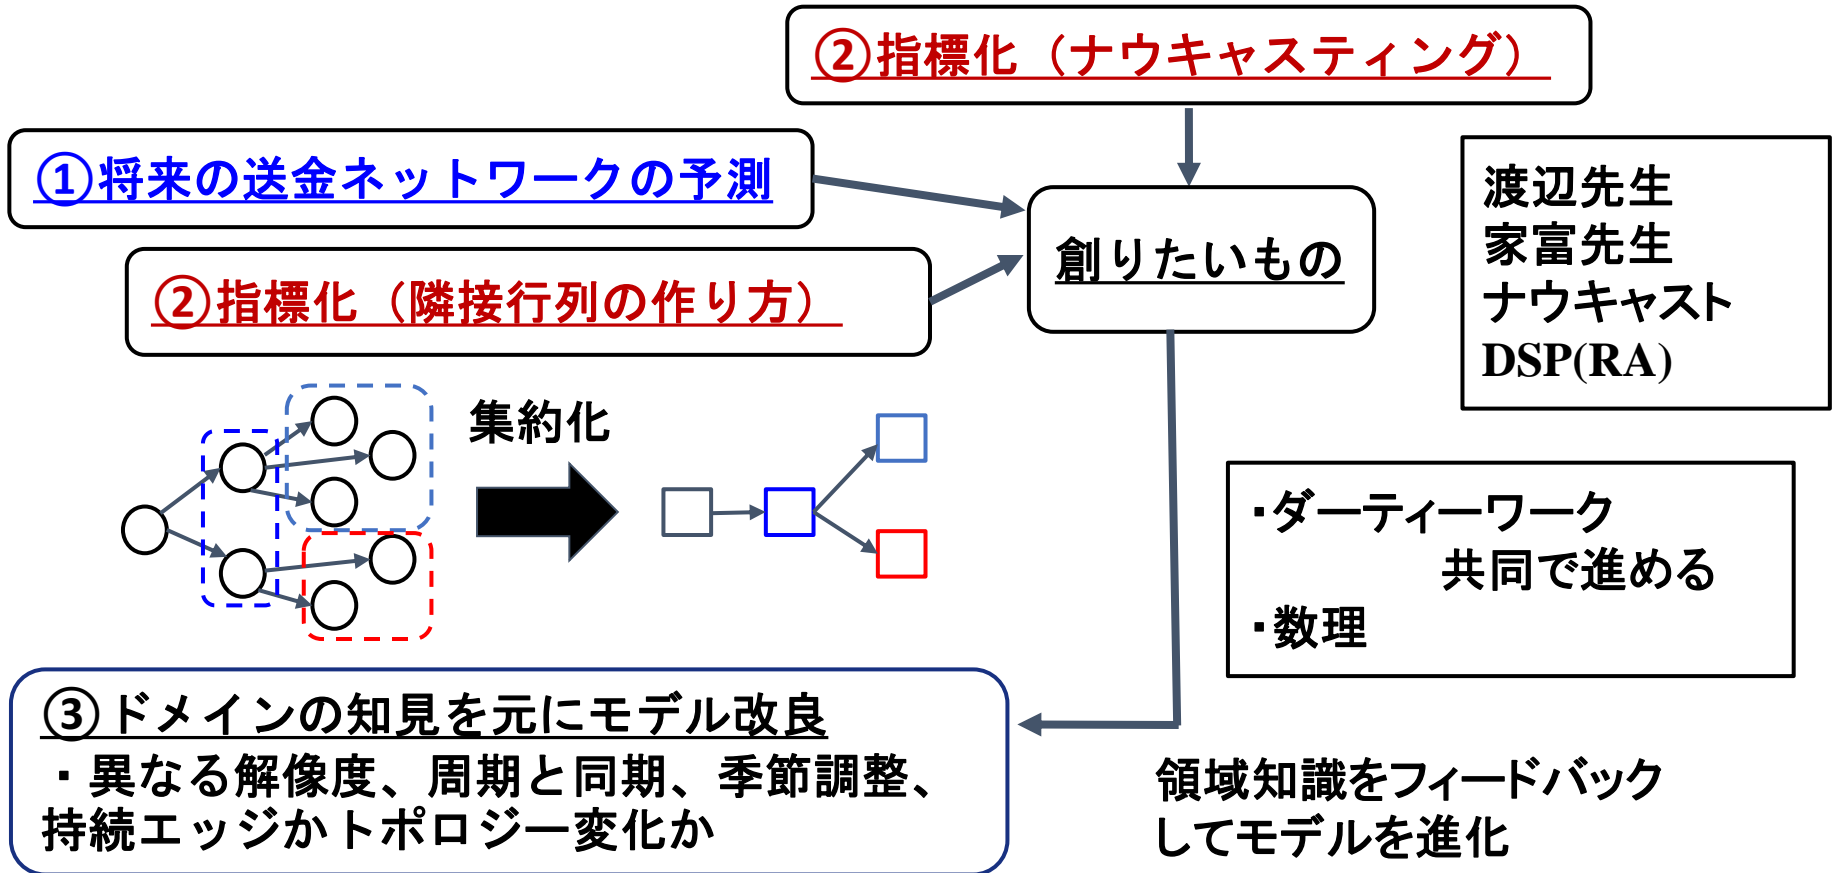 ②指標化（ナウキャスティング）
①将来の送金ネットワークの予測
②指標化（隣接行列の作り方）
創りたいもの
渡辺先生
家富先生
ナウキャスト
DSP(RA)
集約化
・ダーティーワーク
共同で進める
・数理
③ドメインの知見を元にモデル改良
・異なる解像度、周期と同期、季節調整、
持続エッジかトポロジー変化か
領域知識をフィードバック
してモデルを進化